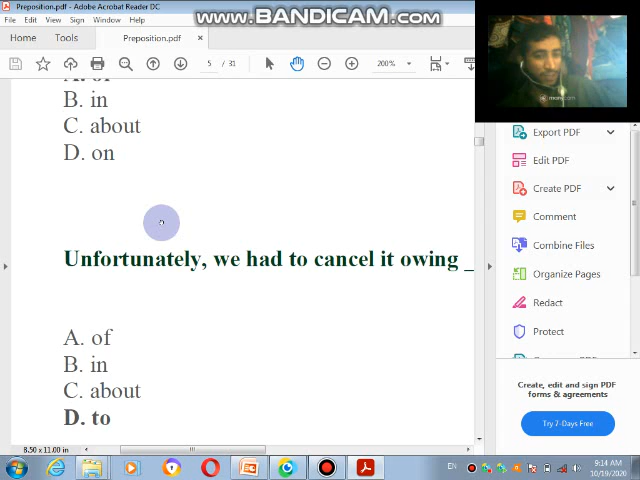 Preposition.pdf - Adobe Acrobat Reader DC
www.BANDICAM.com
File Edit View Sign Window Help
Home Tools Preposition.pdf ×
5 / 31 200%
B. in
C. about
D. on
Unfortunately, we had to cancel it owing _
A. of
B. in
C. about
D. to
8.50 x 11.00 in
Export PDF
Edit PDF
Create PDF
Comment
Combine Files
Organize Pages
Redact
Protect
Create, edit and sign PDF
forms & agreements
Try 7-Days Free
EN
9:14 AM
10/19/2020